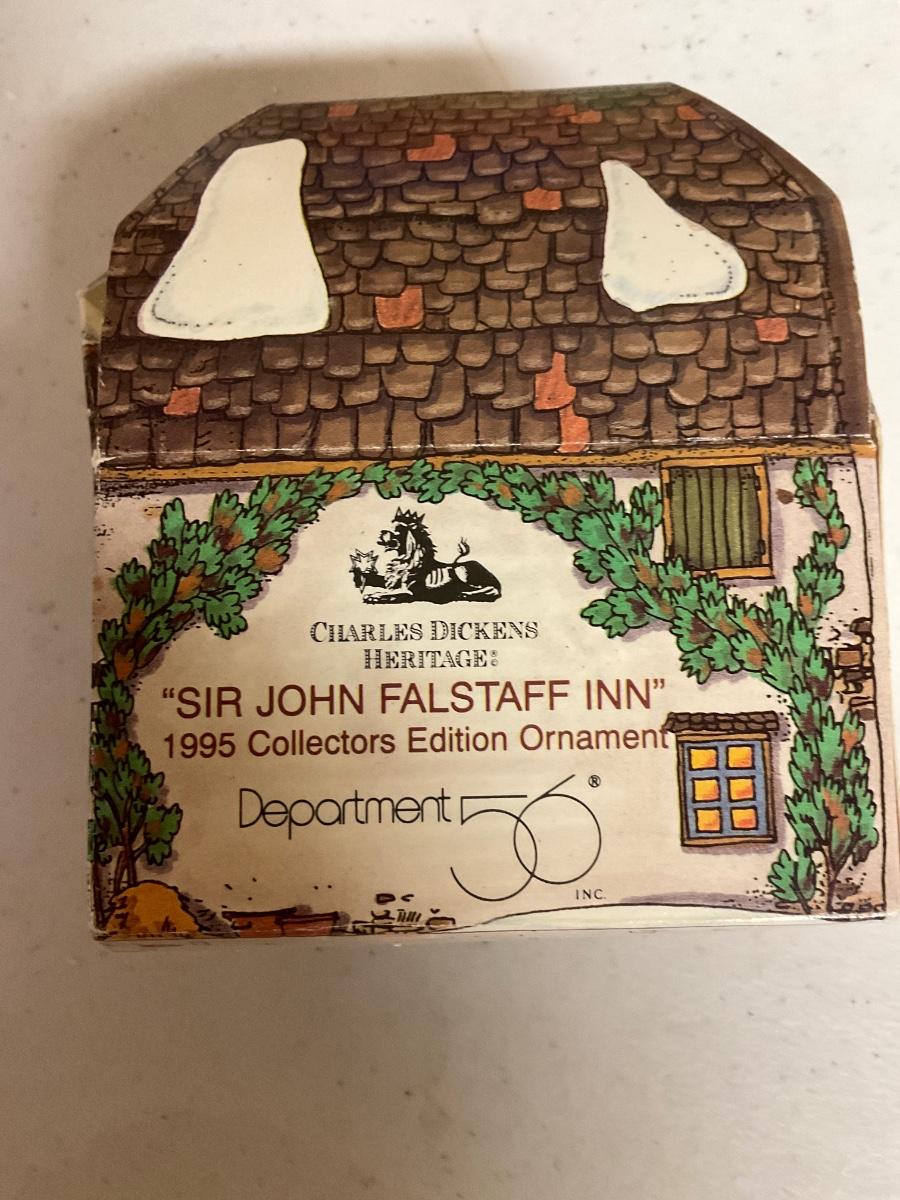 CHARLES DICKENS
HERITAGE®
“SIR JOHN FALSTAFF INN”
1995 Collectors Edition Ornament
Department 56®
INC.